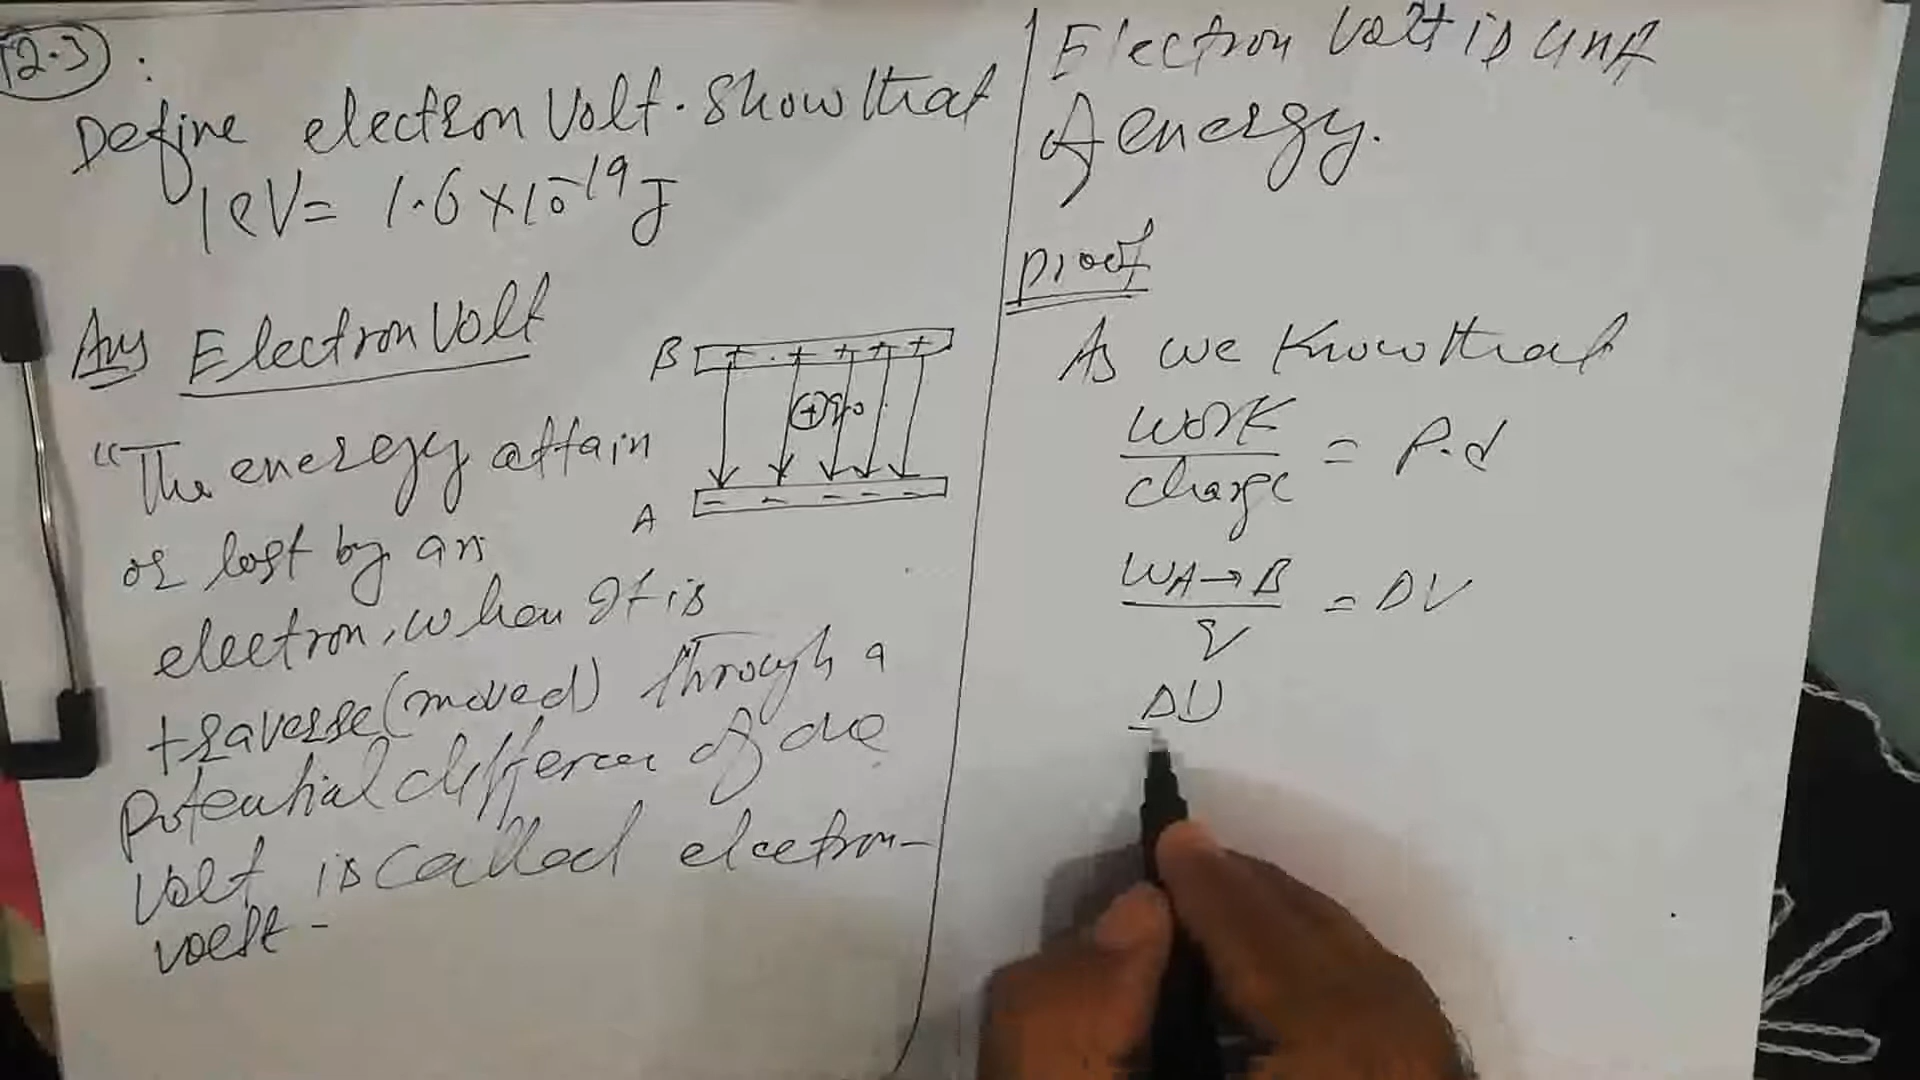 12.3) :
Define electron Volt. Show that
1eV = 1.6 × 10⁻¹⁹ J
Ans Electron Volt
"The energy attain
or lost by an
electron, when It is
traverse (moved) through a
Potential difference of one
Volt is called electron-
volt -
B + . + + + +
⊕q₀
A - - - - -
Electron Volt is unit
of energy.
Proof
As we Know that
Work
charge = P.d
W A→B
q = ΔV
ΔU